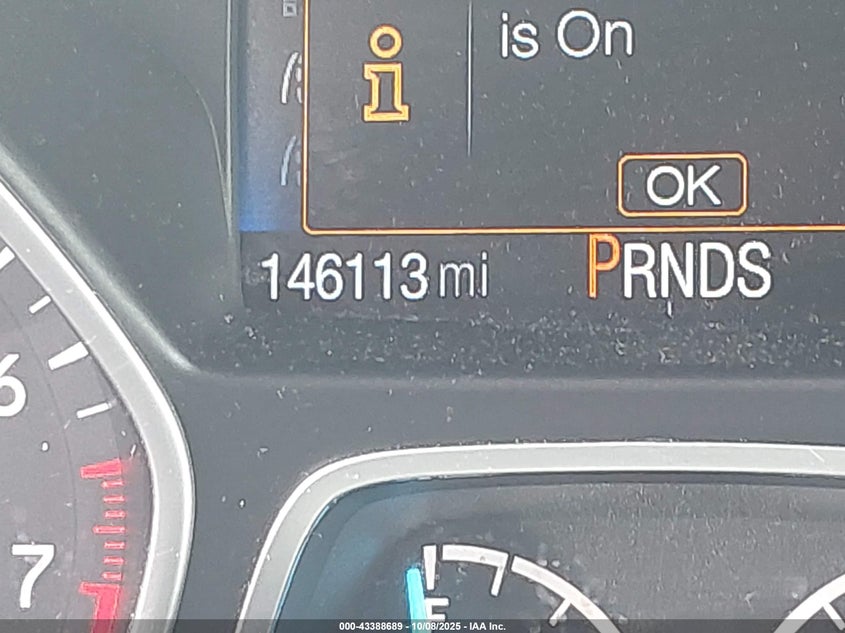 is On
OK
146113 mi
PRNDS
6
7
E
000-43388689 - 10/08/2025 - IAA Inc.